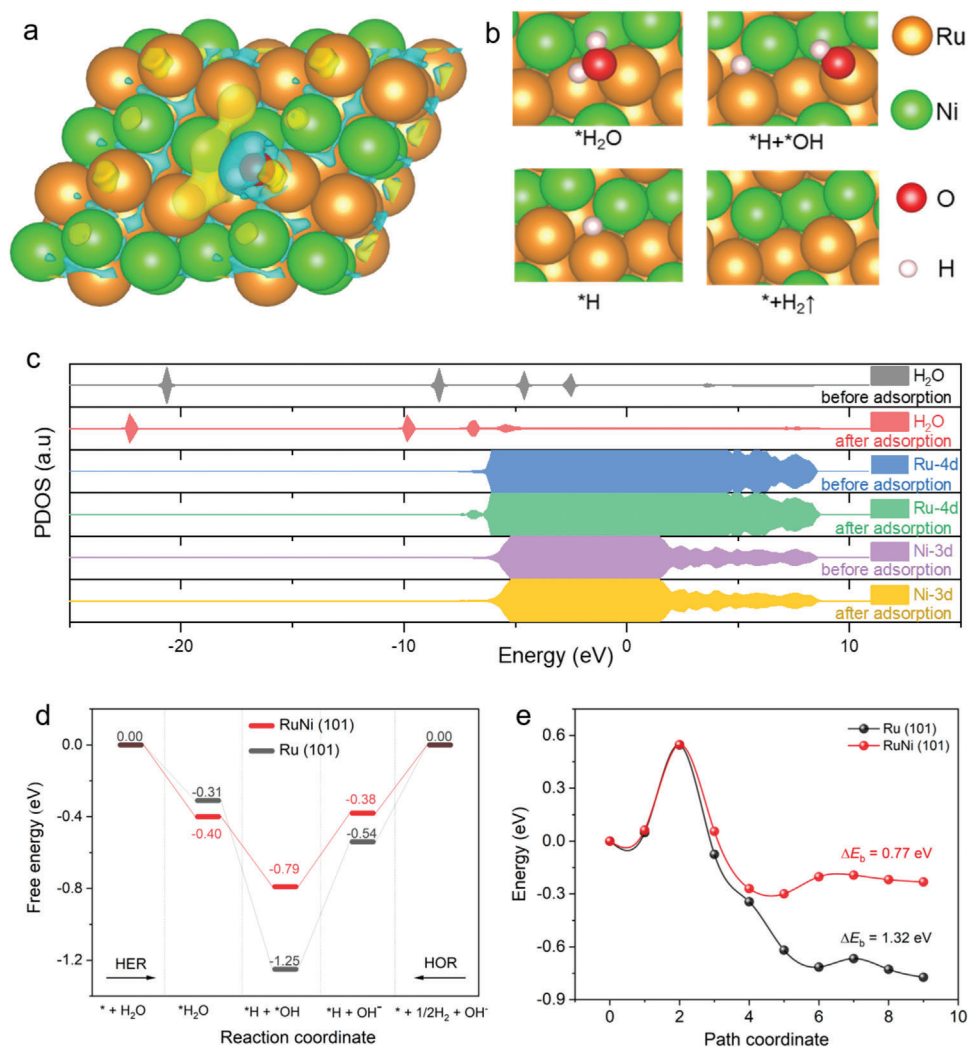 a
b
Ru
Ni
O
H
*H₂O
*H+*OH
*H
*+H₂↑
c
PDOS (a.u)
H₂O
before adsorption
H₂O
after adsorption
Ru-4d
before adsorption
Ru-4d
after adsorption
Ni-3d
before adsorption
Ni-3d
after adsorption
-20
-10
0
10
Energy (eV)
d
Free energy (eV)
0.0
-0.4
-0.8
-1.2
RuNi (101)
Ru (101)
0.00
0.00
-0.31
-0.40
-0.38
-0.54
-0.79
-1.25
HER
HOR
* + H₂O
*H₂O
*H + *OH
*H + OH⁻
* + 1/2H₂ + OH⁻
Reaction coordinate
e
Energy (eV)
0.6
0.3
0.0
-0.3
-0.6
-0.9
Ru (101)
RuNi (101)
ΔE_b = 0.77 eV
ΔE_b = 1.32 eV
0
2
4
6
8
10
Path coordinate